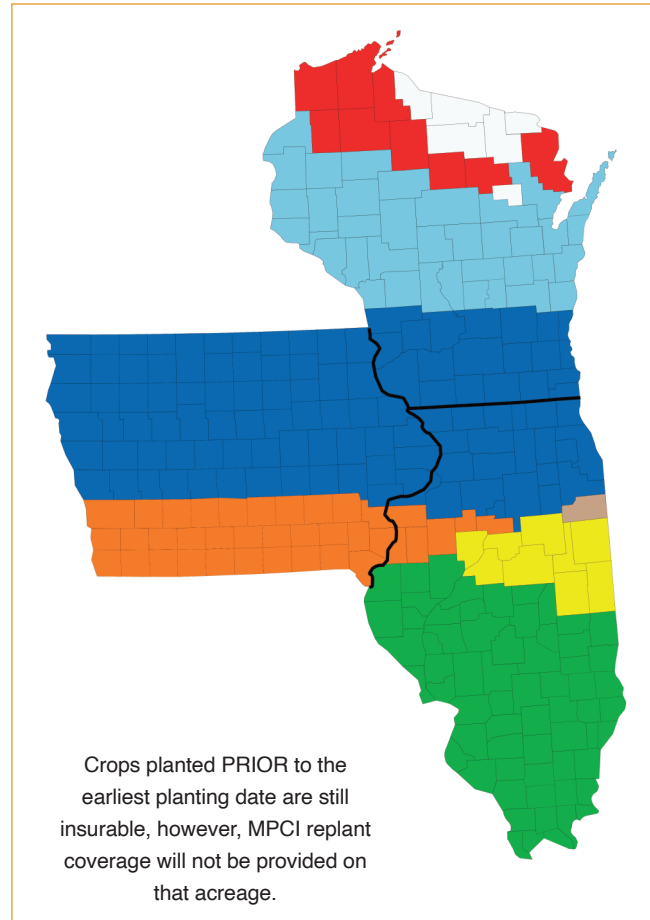 Crops planted PRIOR to the
earliest planting date are still
insurable, however, MPCI replant
coverage will not be provided on
that acreage.